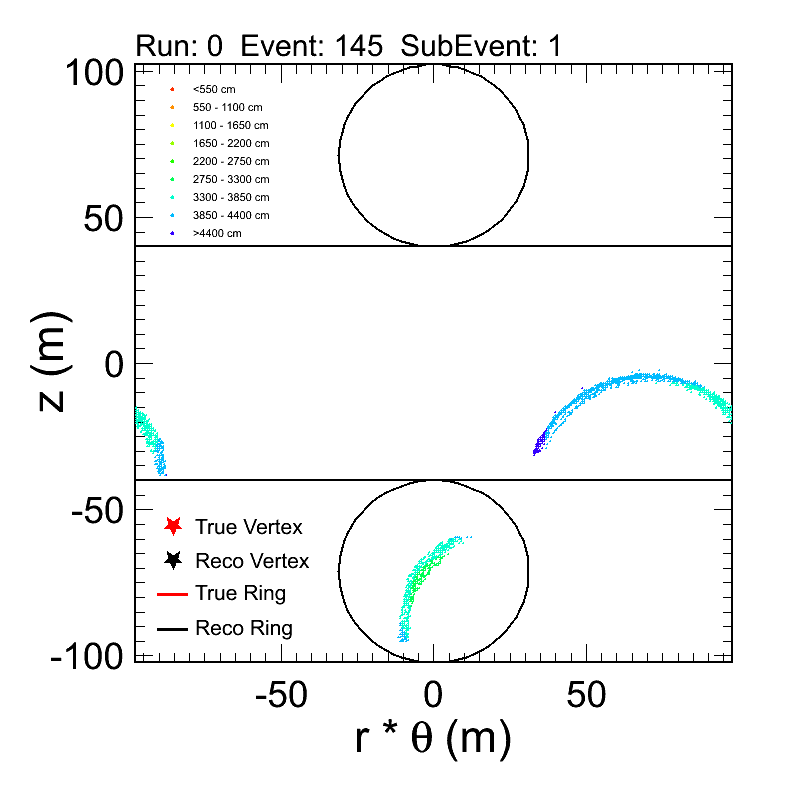 Run: 0 Event: 145 SubEvent: 1
100
<550 cm
550 - 1100 cm
1100 - 1650 cm
1650 - 2200 cm
2200 - 2750 cm
2750 - 3300 cm
3300 - 3850 cm
3850 - 4400 cm
>4400 cm
50
z (m)
0
-50
True Vertex
Reco Vertex
True Ring
Reco Ring
-100
-50 0 50
r * θ (m)